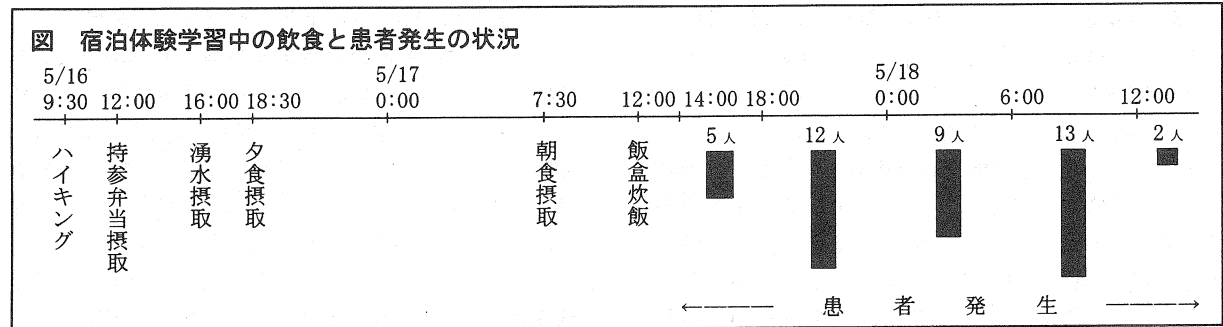 図 宿泊体験学習中の飲食と患者発生の状況
5/16 5/17 5/18
9:30 12:00 16:00 18:30 0:00 7:30 12:00 14:00 18:00 0:00 6:00 12:00
5人 12人 9人 13人 2人
ハイキング
持参弁当摂取
湧水摂取
夕食摂取
朝食摂取
飯盒炊飯
患者発生